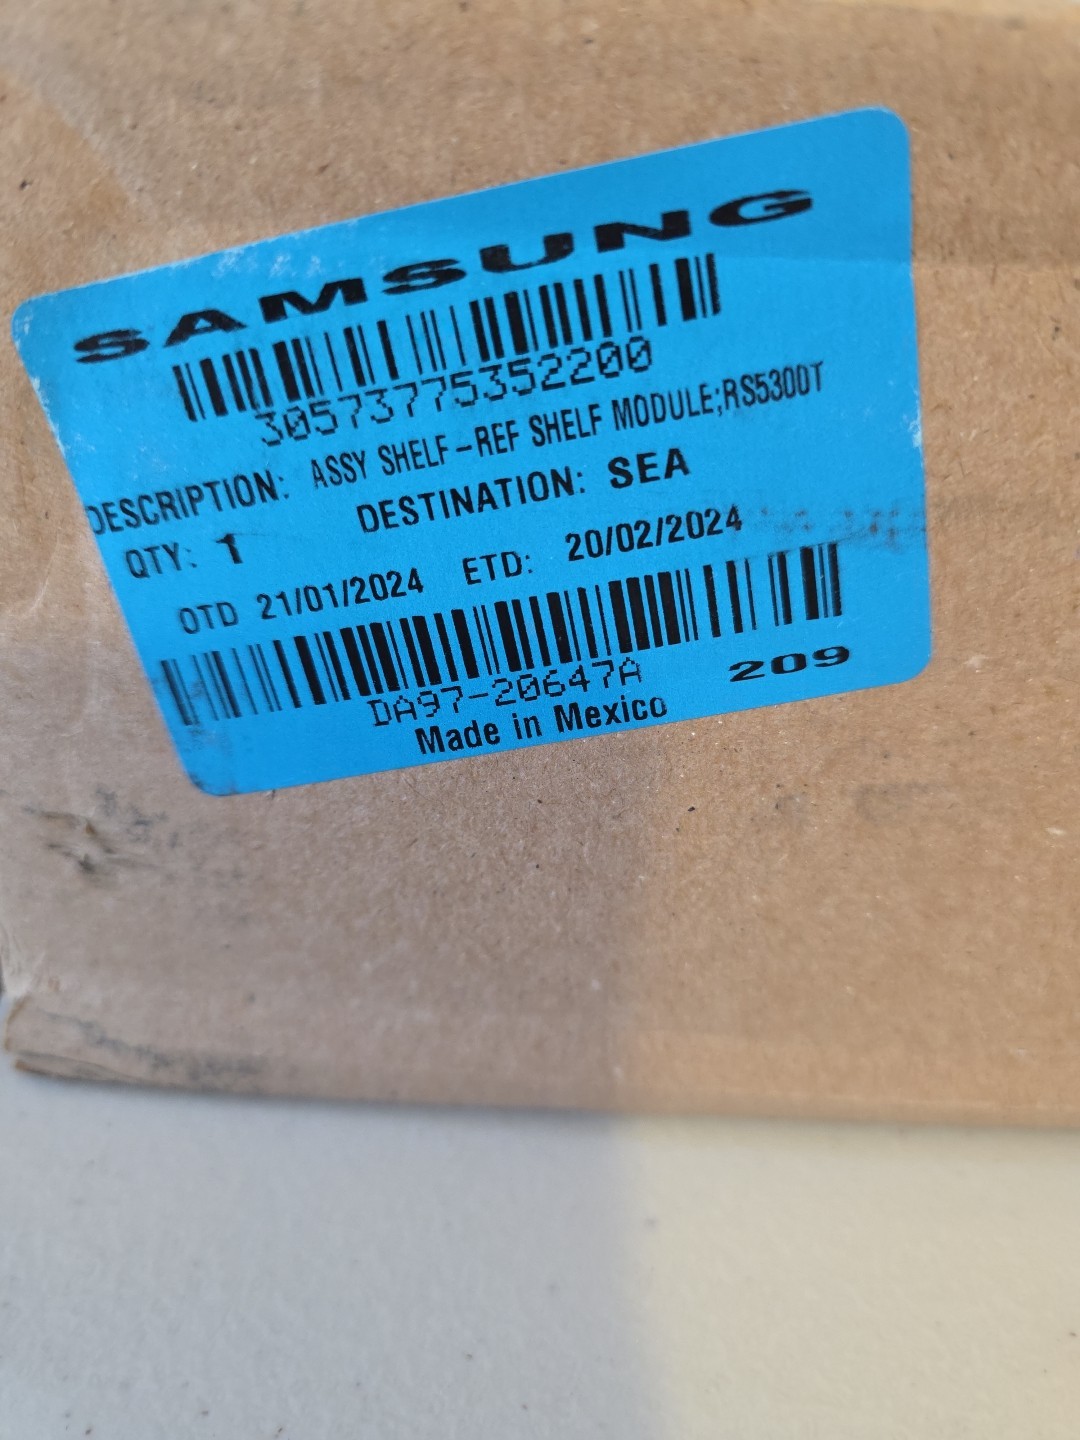 SAMSUNG
30573775352200
DESCRIPTION: ASSY SHELF-REF SHELF MODULE;RS5300T
QTY: 1 DESTINATION: SEA
OTD 21/01/2024 ETD: 20/02/2024
DA97-20647A 209
Made in Mexico